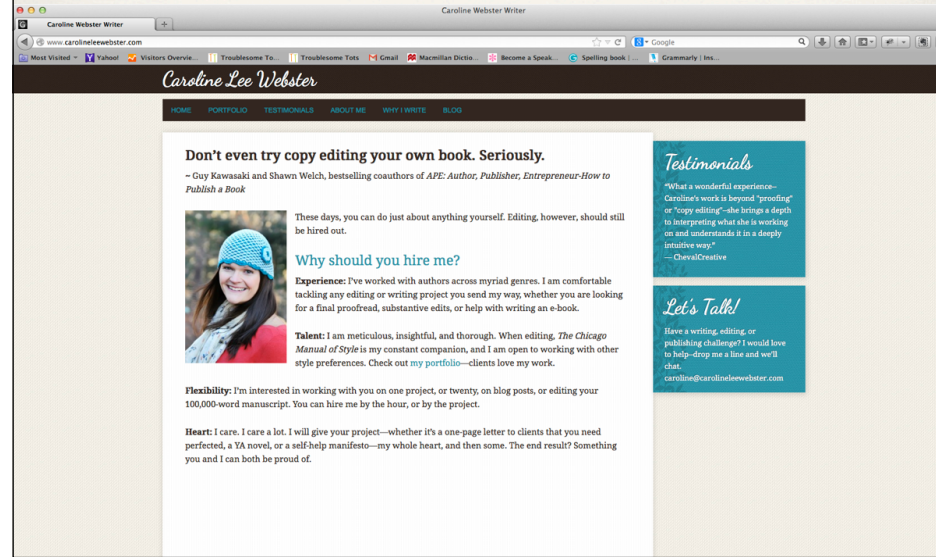 Caroline Webster Writer
Caroline Webster Writer
www.carolineleewebster.com
Google
Most Visited
Yahoo!
Visitors Overvie...
Troublesome To...
Troublesome Tots
Gmail
Macmillan Dictio...
Become a Speak...
Spelling book | ...
Grammarly | Ins...
Caroline Lee Webster
HOME PORTFOLIO TESTIMONIALS ABOUT ME WHY I WRITE BLOG
Don't even try copy editing your own book. Seriously.
~ Guy Kawasaki and Shawn Welch, bestselling coauthors of APE: Author, Publisher, Entrepreneur-How to
Publish a Book
These days, you can do just about anything yourself. Editing, however, should still
be hired out.
Why should you hire me?
Experience: I've worked with authors across myriad genres. I am comfortable
tackling any editing or writing project you send my way, whether you are looking
for a final proofread, substantive edits, or help with writing an e-book.
Talent: I am meticulous, insightful, and thorough. When editing, The Chicago
Manual of Style is my constant companion, and I am open to working with other
style preferences. Check out my portfolio—clients love my work.
Flexibility: I'm interested in working with you on one project, or twenty, on blog posts, or editing your
100,000-word manuscript. You can hire me by the hour, or by the project.
Heart: I care. I care a lot. I will give your project—whether it's a one-page letter to clients that you need
perfected, a YA novel, or a self-help manifesto—my whole heart, and then some. The end result? Something
you and I can both be proud of.
Testimonials
"What a wonderful experience–
Caroline's work is beyond "proofing"
or "copy editing"–she brings a depth
to interpreting what she is working
on and understands it in a deeply
intuitive way."
— ChevalCreative
Let's Talk!
Have a writing, editing, or
publishing challenge? I would love
to help–drop me a line and we'll
chat.
caroline@carolineleewebster.com